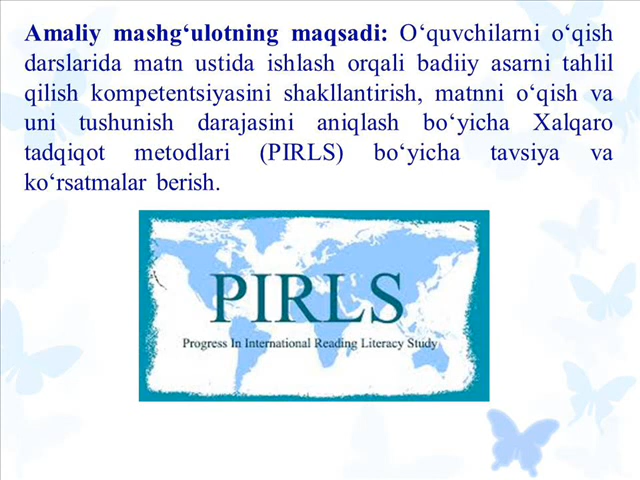 Amaliy mashg‘ulotning maqsadi: O‘quvchilarni o‘qish
darslarida matn ustida ishlash orqali badiiy asarni tahlil
qilish kompetentsiyasini shakllantirish, matnni o‘qish va
uni tushunish darajasini aniqlash bo‘yicha Xalqaro
tadqiqot metodlari (PIRLS) bo‘yicha tavsiya va
ko‘rsatmalar berish.
PIRLS
Progress In International Reading Literacy Study